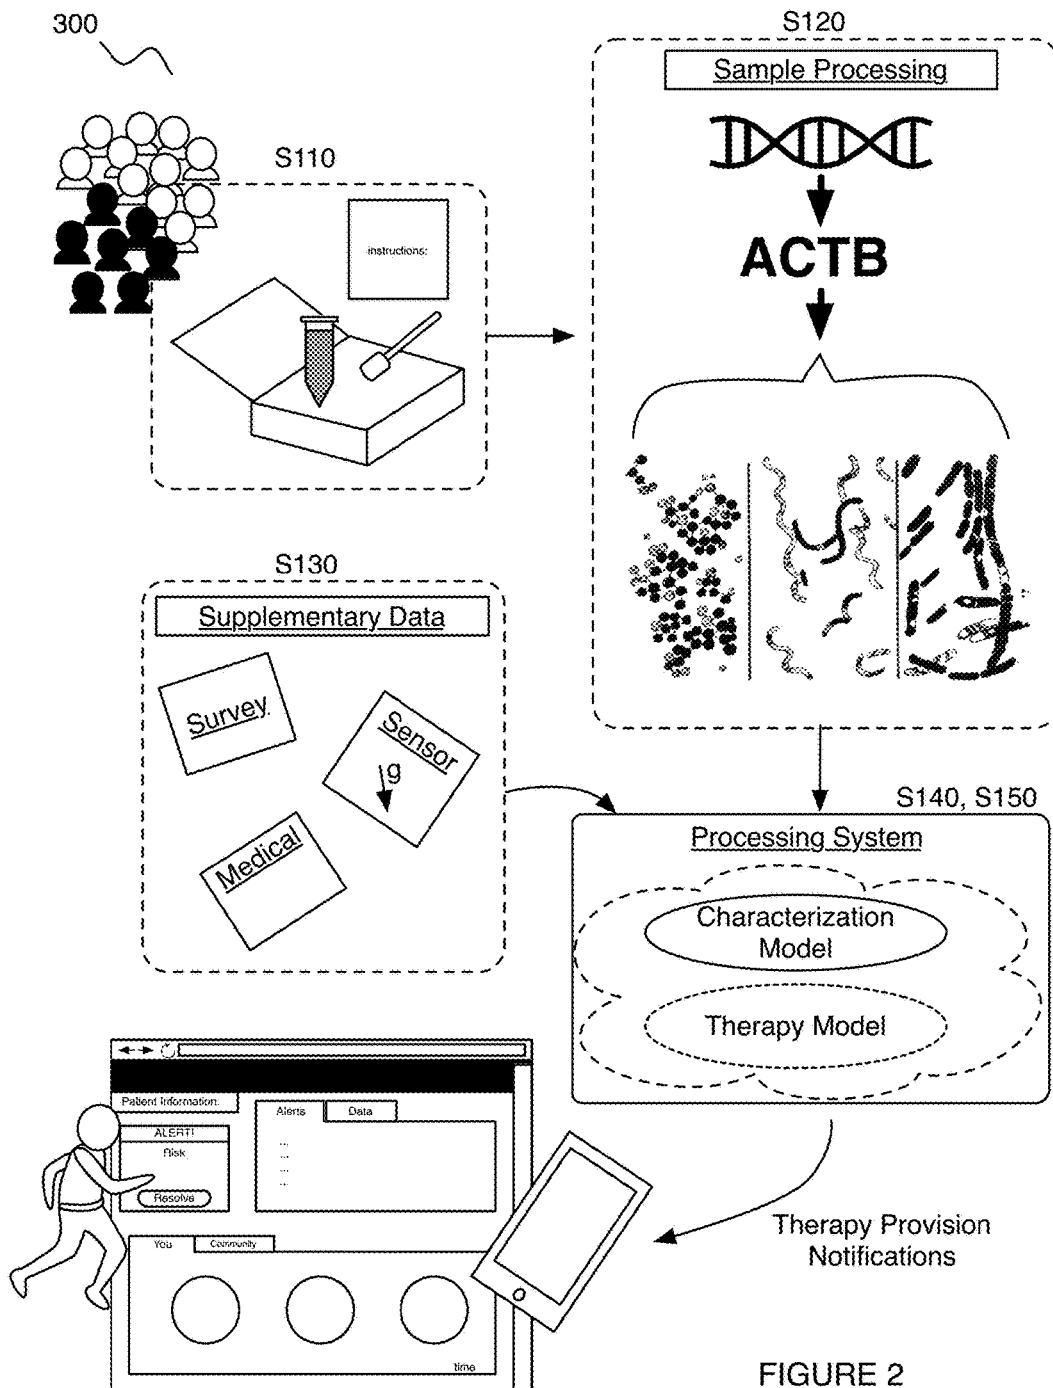 300
S110
instructions:
S120
Sample Processing
ACTB
S130
Supplementary Data
Survey
Sensor
g
Medical
S140, S150
Processing System
Characterization
Model
Therapy Model
Therapy Provision
Notifications
Patient Information:
ALERT!
Risk
Resolve
Alerts
Data
...
...
...
...
You
Community
time
FIGURE 2